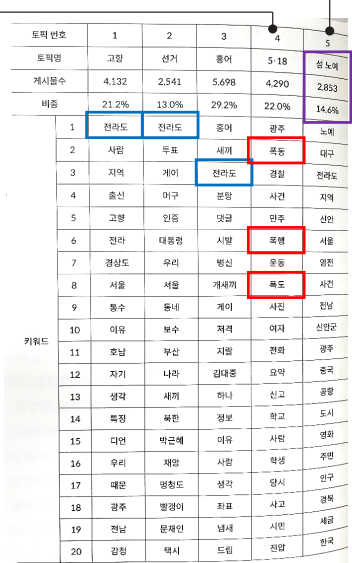 토픽 번호 1 2 3 4 5
토픽명 고향 선거 홍어 5·18 섬 노예
게시물수 4,132 2,541 5,698 4,290 2,853
비중 21.2% 13.0% 29.2% 22.0% 14.6%
키워드
1 전라도 전라도 홍어 광주 노예
2 사람 투표 새끼 폭동 대구
3 지역 게이 전라도 경찰 전라도
4 출신 머구 분탕 사건 지역
5 고향 인증 댓글 민주 신안
6 전라 대통령 시발 폭행 서울
7 경상도 우리 병신 운동 염전
8 서울 서울 개새끼 폭도 사건
9 통수 동네 게이 사진 전남
10 이유 보수 저격 여자 신안군
11 호남 부산 지랄 전화 광주
12 자기 나라 김대중 요약 중국
13 생각 새끼 하나 신고 공항
14 특징 북한 정보 학교 도시
15 디언 박근혜 이유 사람 영화
16 우리 재앙 사람 학생 주민
17 때문 멍청도 생각 당시 인구
18 광주 빨갱이 좌표 사고 경북
19 전남 문재인 냄새 시민 세금
20 감정 택시 드립 진압 한국